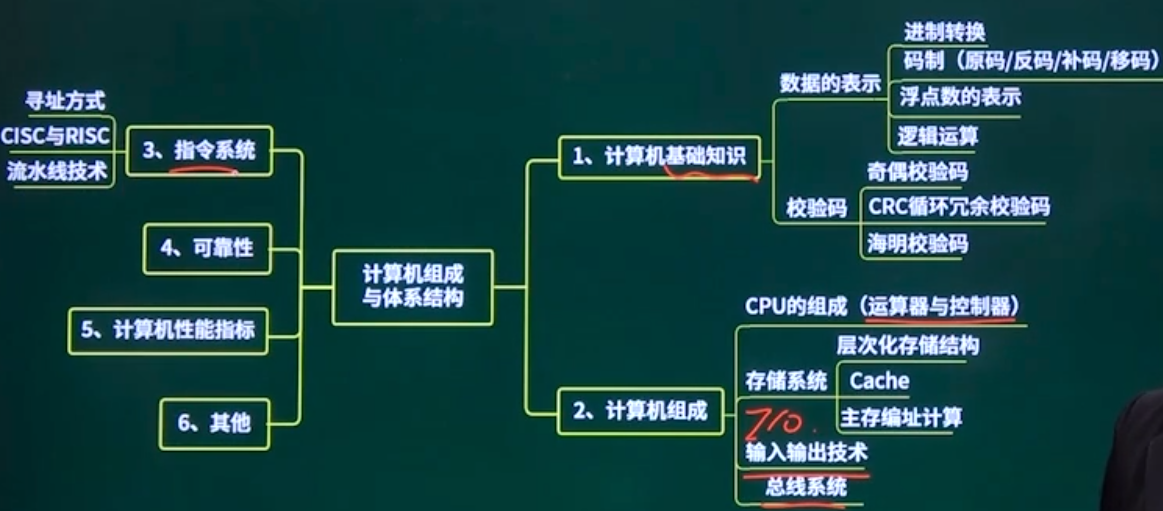 计算机组成
与体系结构
1、计算机基础知识
数据的表示
进制转换
码制（原码/反码/补码/移码）
浮点数的表示
逻辑运算
校验码
奇偶校验码
CRC循环冗余校验码
海明校验码
2、计算机组成
CPU的组成（运算器与控制器）
存储系统
层次化存储结构
Cache
主存编址计算
I/O
输入输出技术
总线系统
3、指令系统
寻址方式
CISC与RISC
流水线技术
4、可靠性
5、计算机性能指标
6、其他